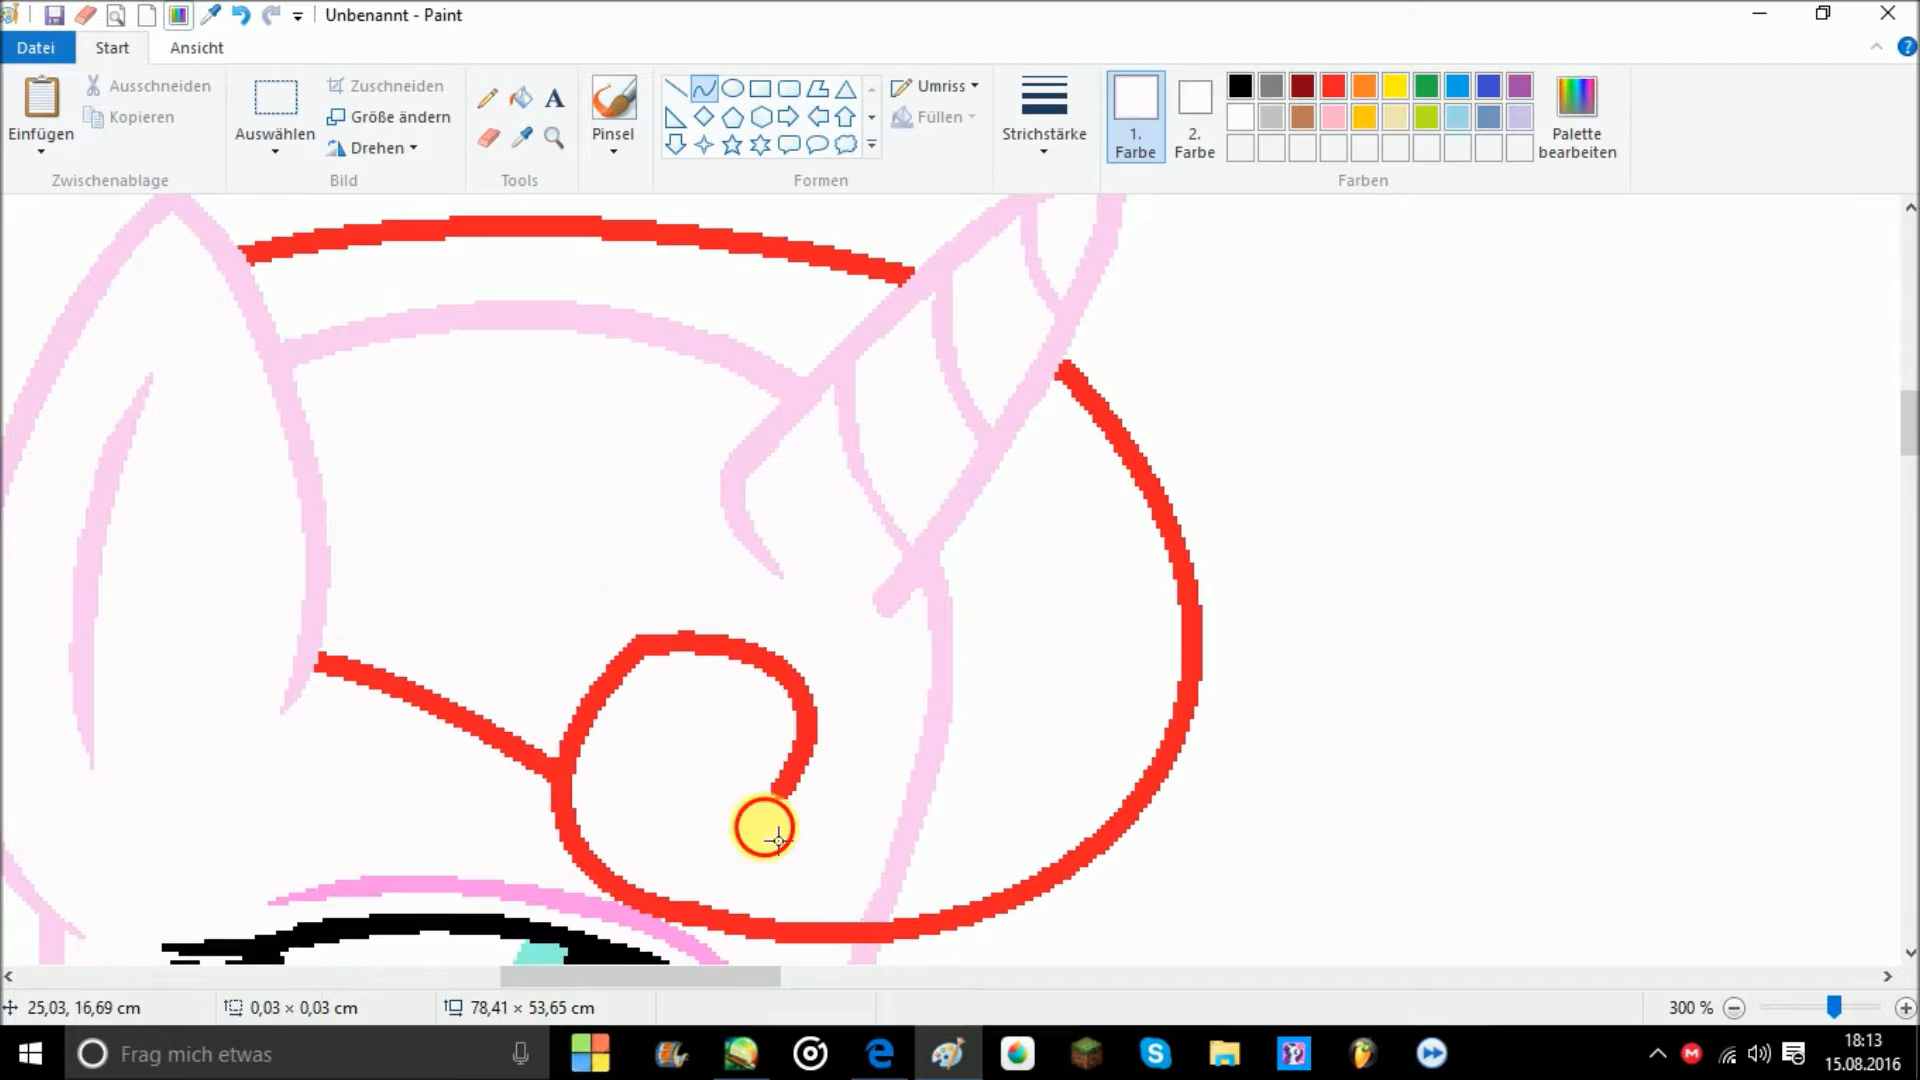 Unbenannt - Paint
Datei
Start
Ansicht
Einfügen
Ausschneiden
Kopieren
Zwischenablage
Auswählen
Zuschneiden
Größe ändern
Drehen
Bild
A
Tools
Pinsel
Umriss
Füllen
Formen
Strichstärke
1.
Farbe
2.
Farbe
Palette
bearbeiten
Farben
25,03, 16,69 cm
0,03 × 0,03 cm
78,41 × 53,65 cm
300 %
Frag mich etwas
18:13
15.08.2016